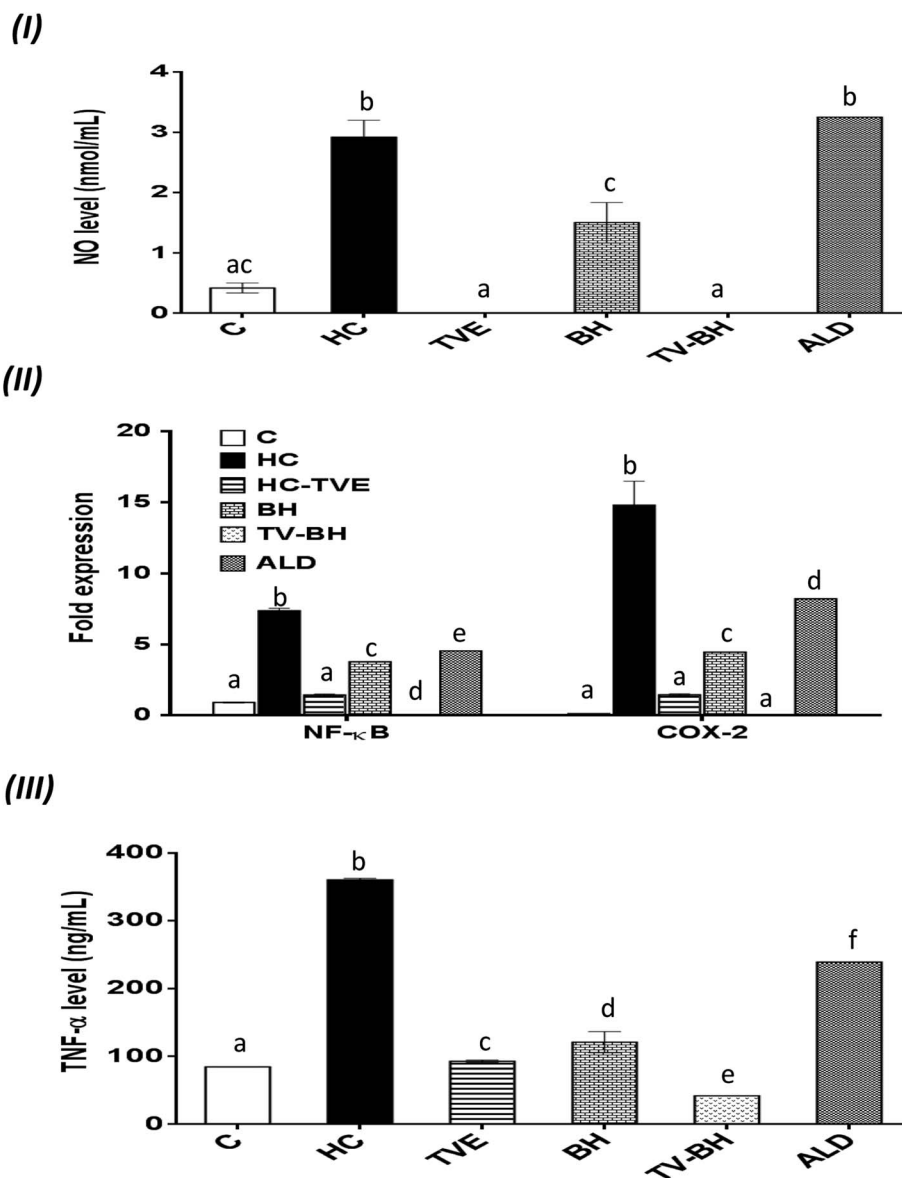 (I)
NO level (nmol/mL)
4
3
2
1
0
ac
b
a
c
a
b
C
HC
TVE
BH
TV-BH
ALD
(II)
Fold expression
20
15
10
5
0
C
HC
HC-TVE
BH
TV-BH
ALD
a
b
a
c
d
e
a
b
a
c
a
d
NF-κB
COX-2
(III)
TNF-α level (ng/mL)
400
300
200
100
0
a
b
c
d
e
f
C
HC
TVE
BH
TV-BH
ALD